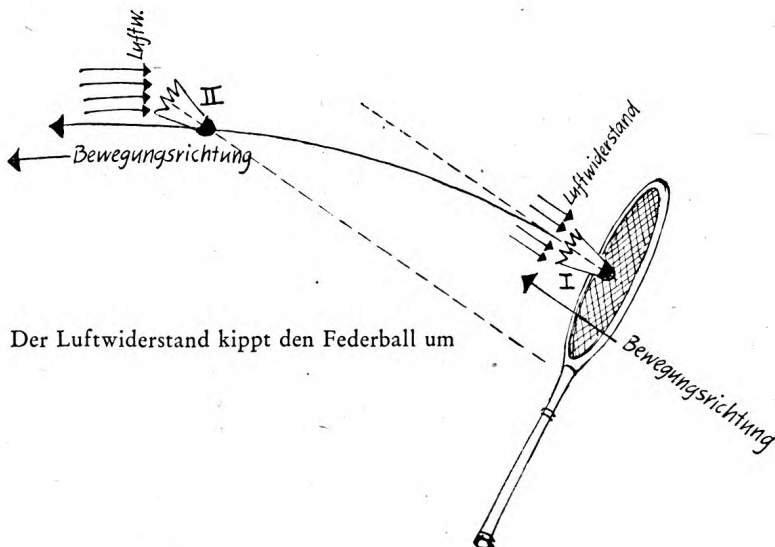 Luftw.
II
Bewegungsrichtung
Luftwiderstand
I
Der Luftwiderstand kippt den Federball um
Bewegungsrichtung